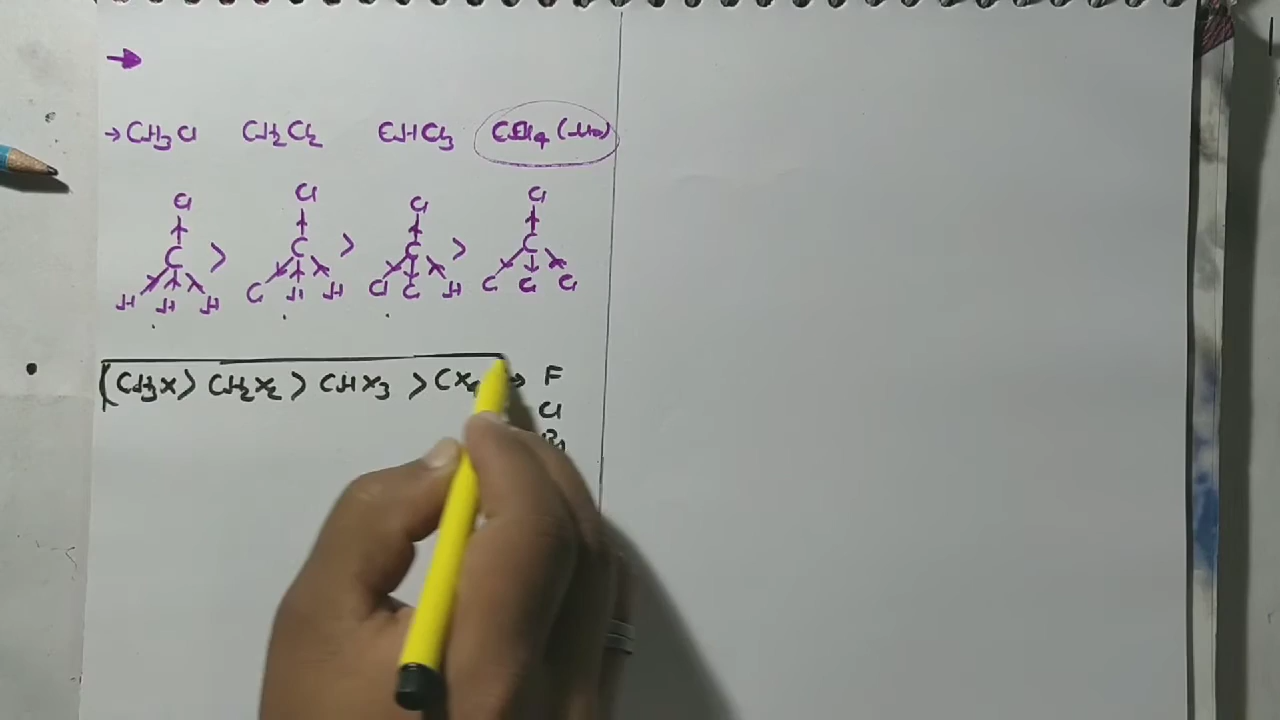 → CH3Cl CH2Cl2 CHCl3 CCl4 (μ=0)
Cl Cl Cl Cl
C > C > C > C
H H H Cl H H Cl Cl H Cl Cl Cl
(CH3X > CH2X2 > CHX3 > CX4 → F
Cl
Br